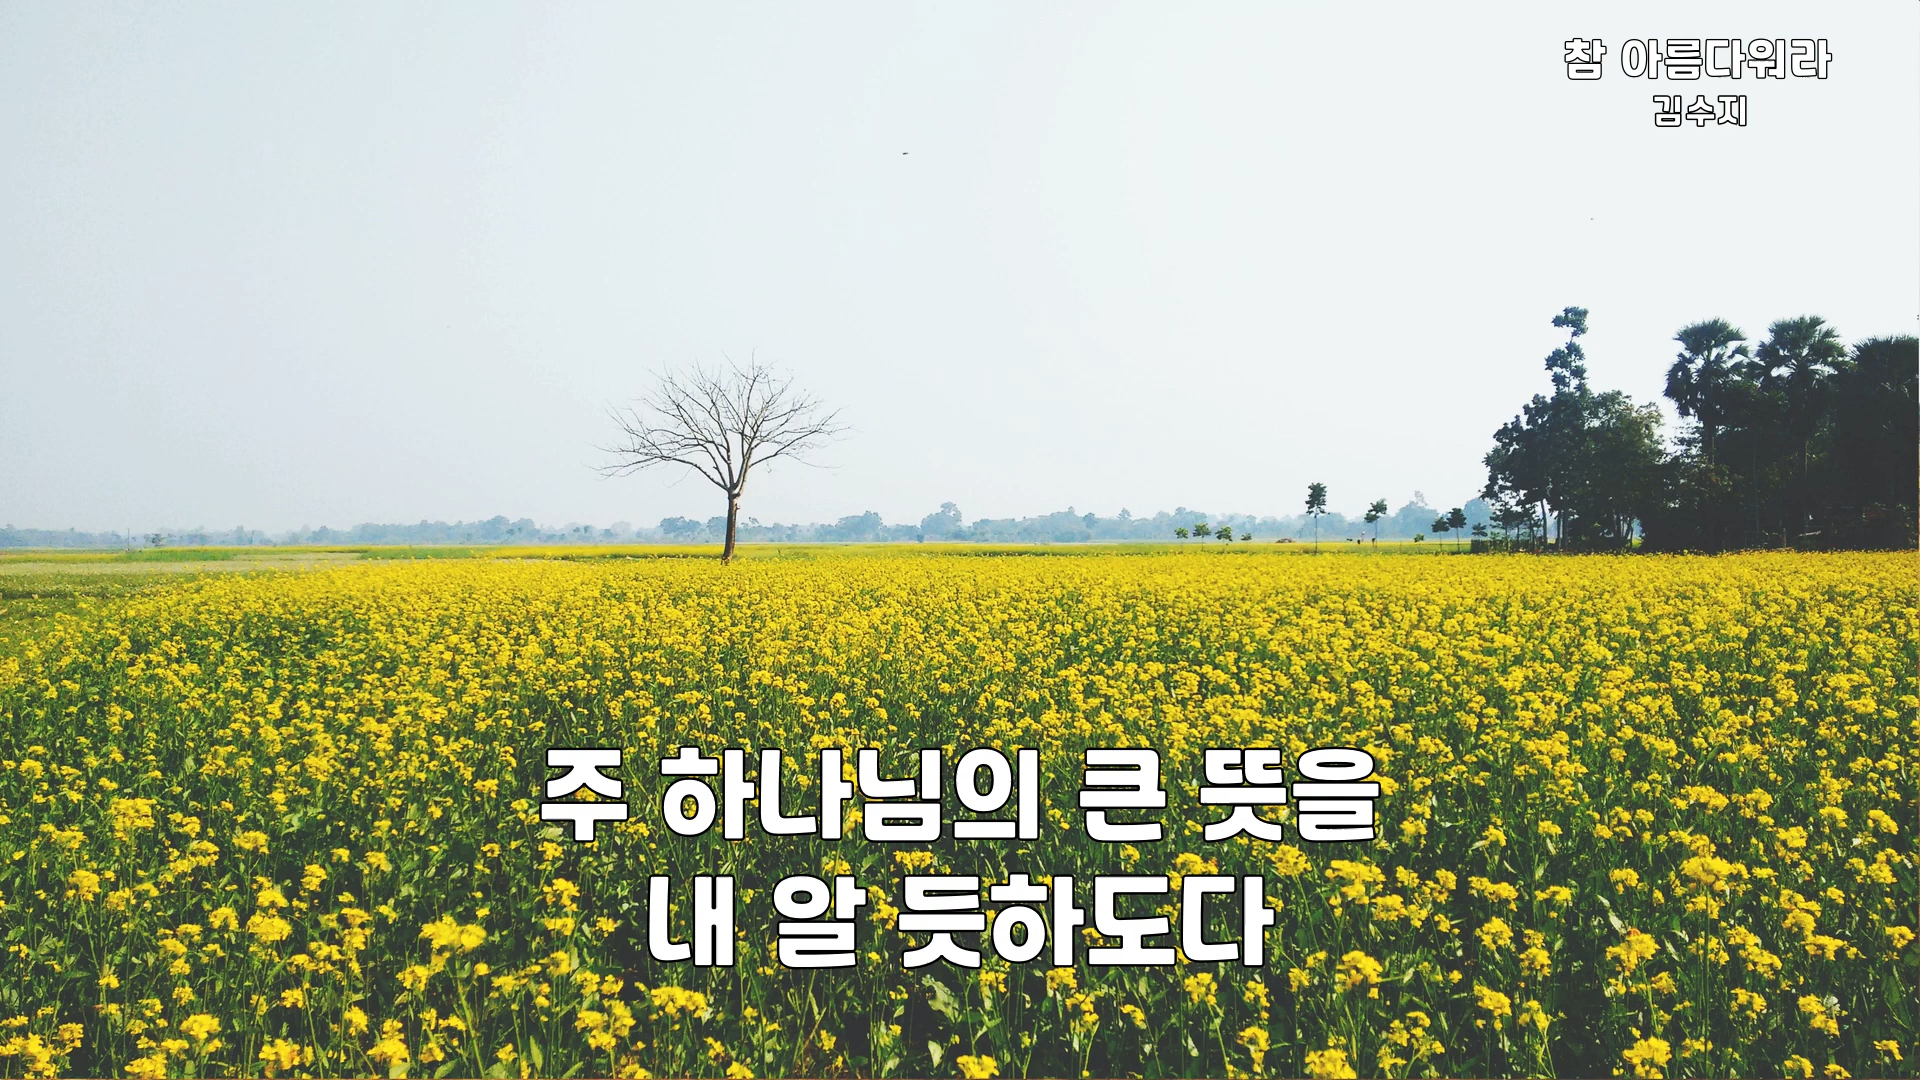 참 아름다워라
김수지
주 하나님의 큰 뜻을
내 알 듯하도다